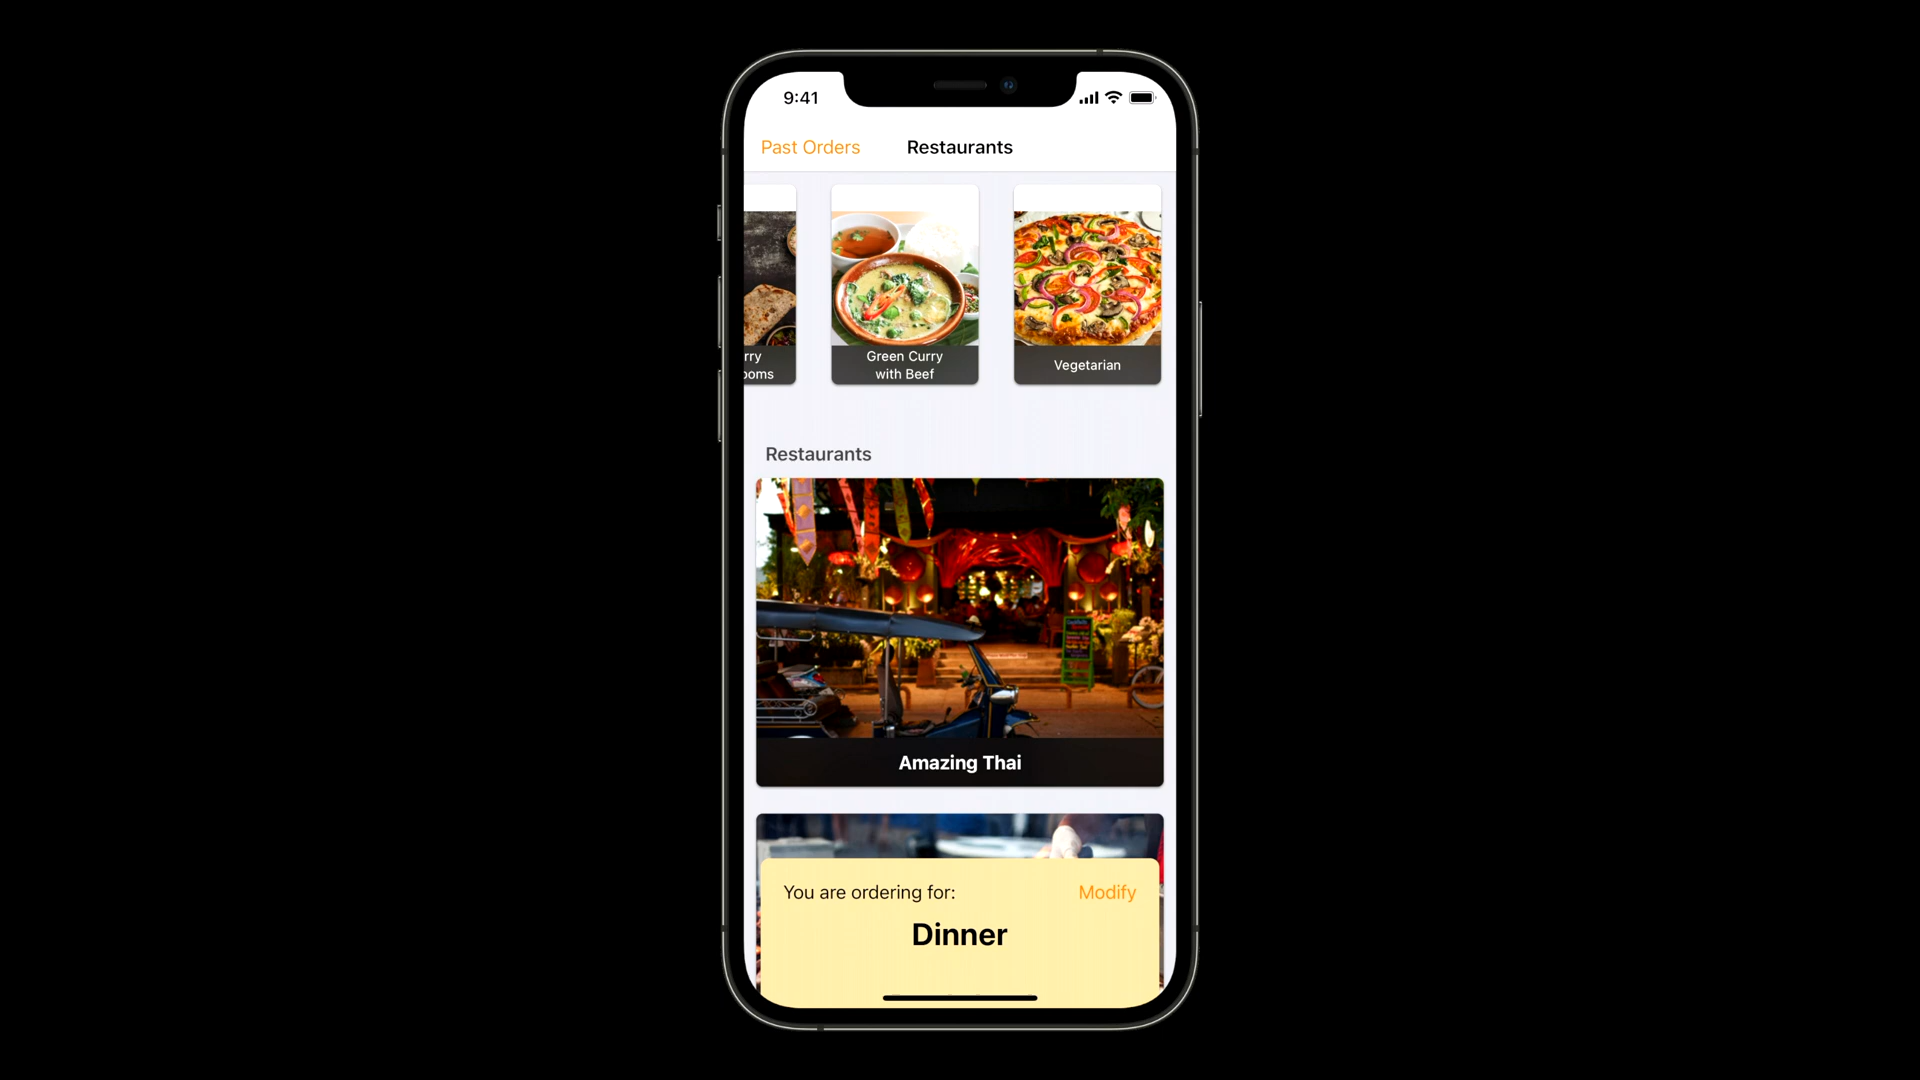 9:41
Past Orders
Restaurants
rry
ooms
Green Curry
with Beef
Vegetarian
Restaurants
Amazing Thai
You are ordering for:
Modify
Dinner